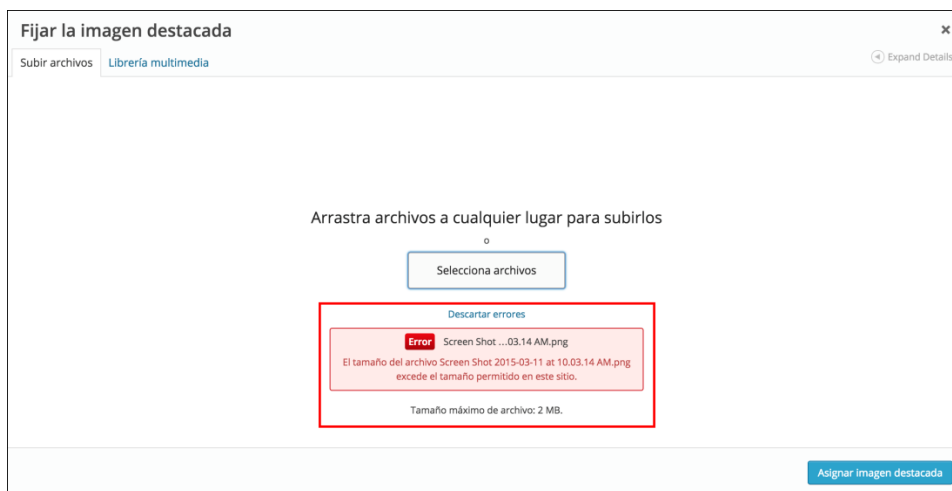 Fijar la imagen destacada
×
Subir archivos Librería multimedia
Expand Details
Arrastra archivos a cualquier lugar para subirlos
o
Selecciona archivos
Descartar errores
Error Screen Shot ...03.14 AM.png
El tamaño del archivo Screen Shot 2015-03-11 at 10.03.14 AM.png
excede el tamaño permitido en este sitio.
Tamaño máximo de archivo: 2 MB.
Asignar imagen destacada